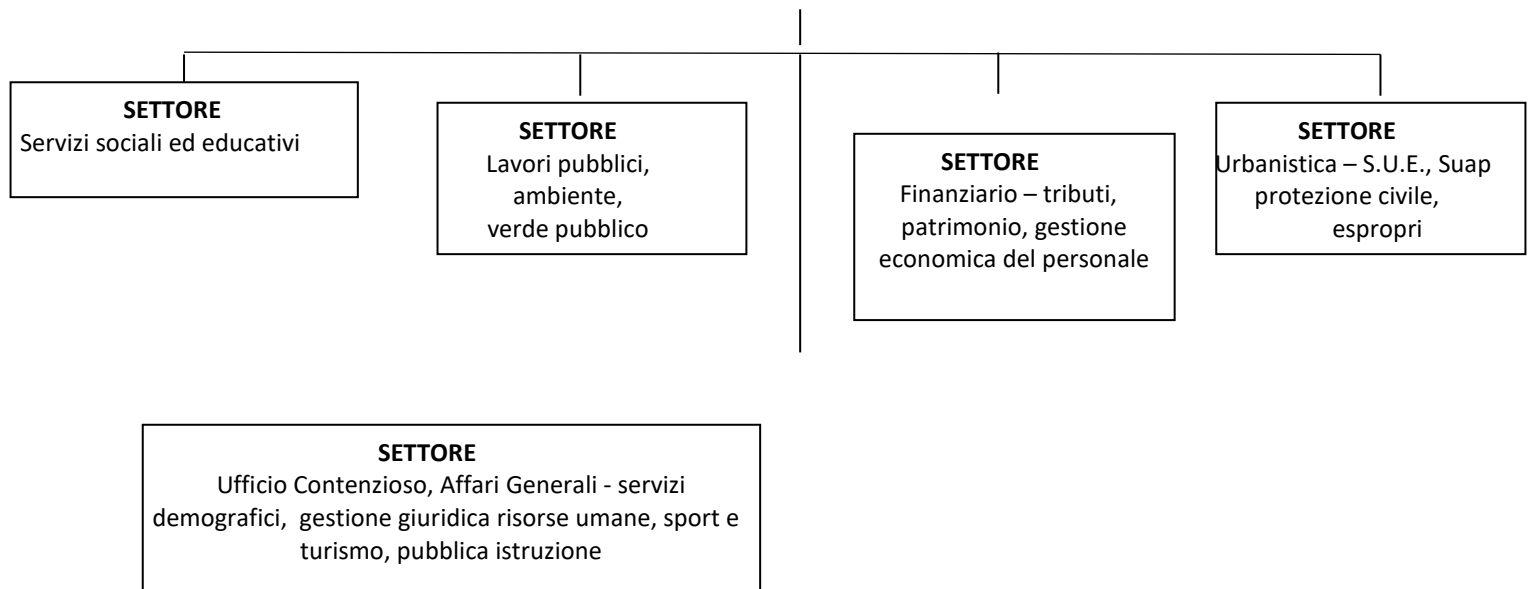 SETTORE
Servizi sociali ed educativi
SETTORE
Lavori pubblici,
ambiente,
verde pubblico
SETTORE
Finanziario – tributi,
patrimonio, gestione
economica del personale
SETTORE
Urbanistica – S.U.E., Suap
protezione civile,
espropri
SETTORE
Ufficio Contenzioso, Affari Generali - servizi
demografici, gestione giuridica risorse umane, sport e
turismo, pubblica istruzione